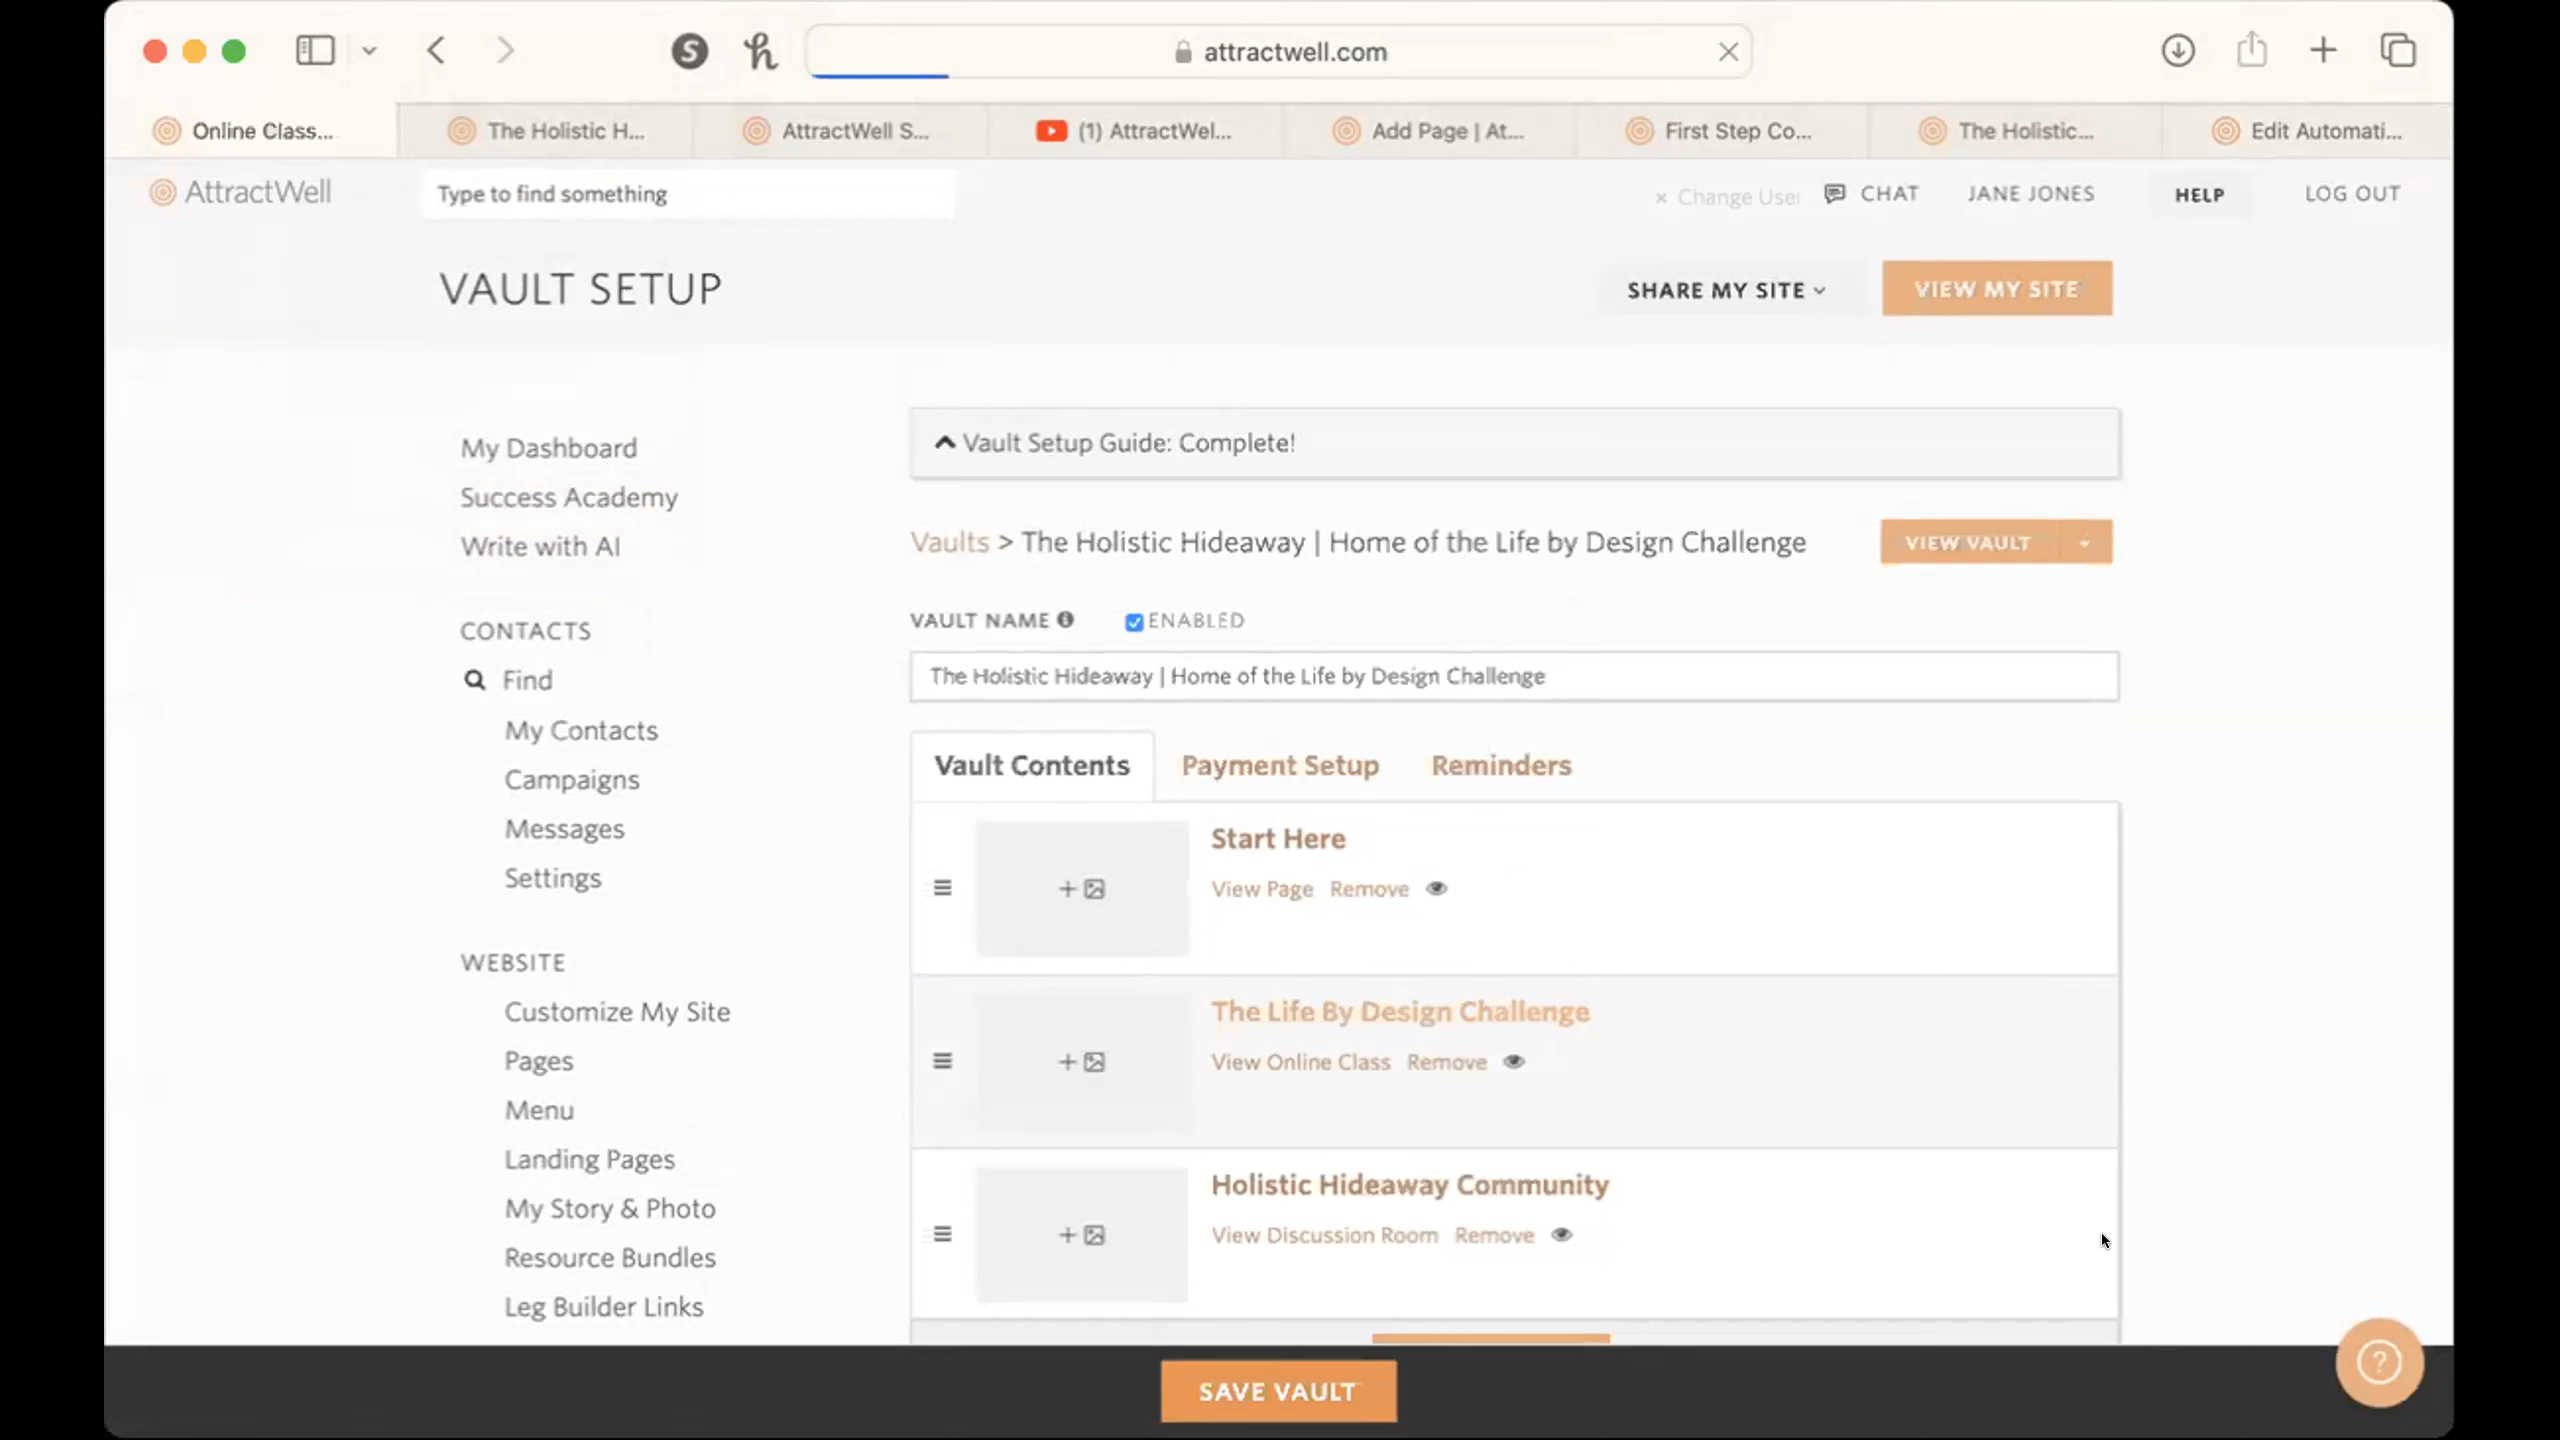 attractwell.com
Online Class...
The Holistic H...
AttractWell S...
(1) AttractWel...
Add Page | At...
First Step Co...
The Holistic...
Edit Automati...
AttractWell
Type to find something
× Change User
CHAT
JANE JONES
HELP
LOG OUT
VAULT SETUP
SHARE MY SITE
VIEW MY SITE
My Dashboard
Success Academy
Write with AI
CONTACTS
Find
My Contacts
Campaigns
Messages
Settings
WEBSITE
Customize My Site
Pages
Menu
Landing Pages
My Story & Photo
Resource Bundles
Leg Builder Links
Vault Setup Guide: Complete!
Vaults > The Holistic Hideaway | Home of the Life by Design Challenge
VIEW VAULT
VAULT NAME
ENABLED
The Holistic Hideaway | Home of the Life by Design Challenge
Vault Contents
Payment Setup
Reminders
Start Here
View Page Remove
The Life By Design Challenge
View Online Class Remove
Holistic Hideaway Community
View Discussion Room Remove
SAVE VAULT